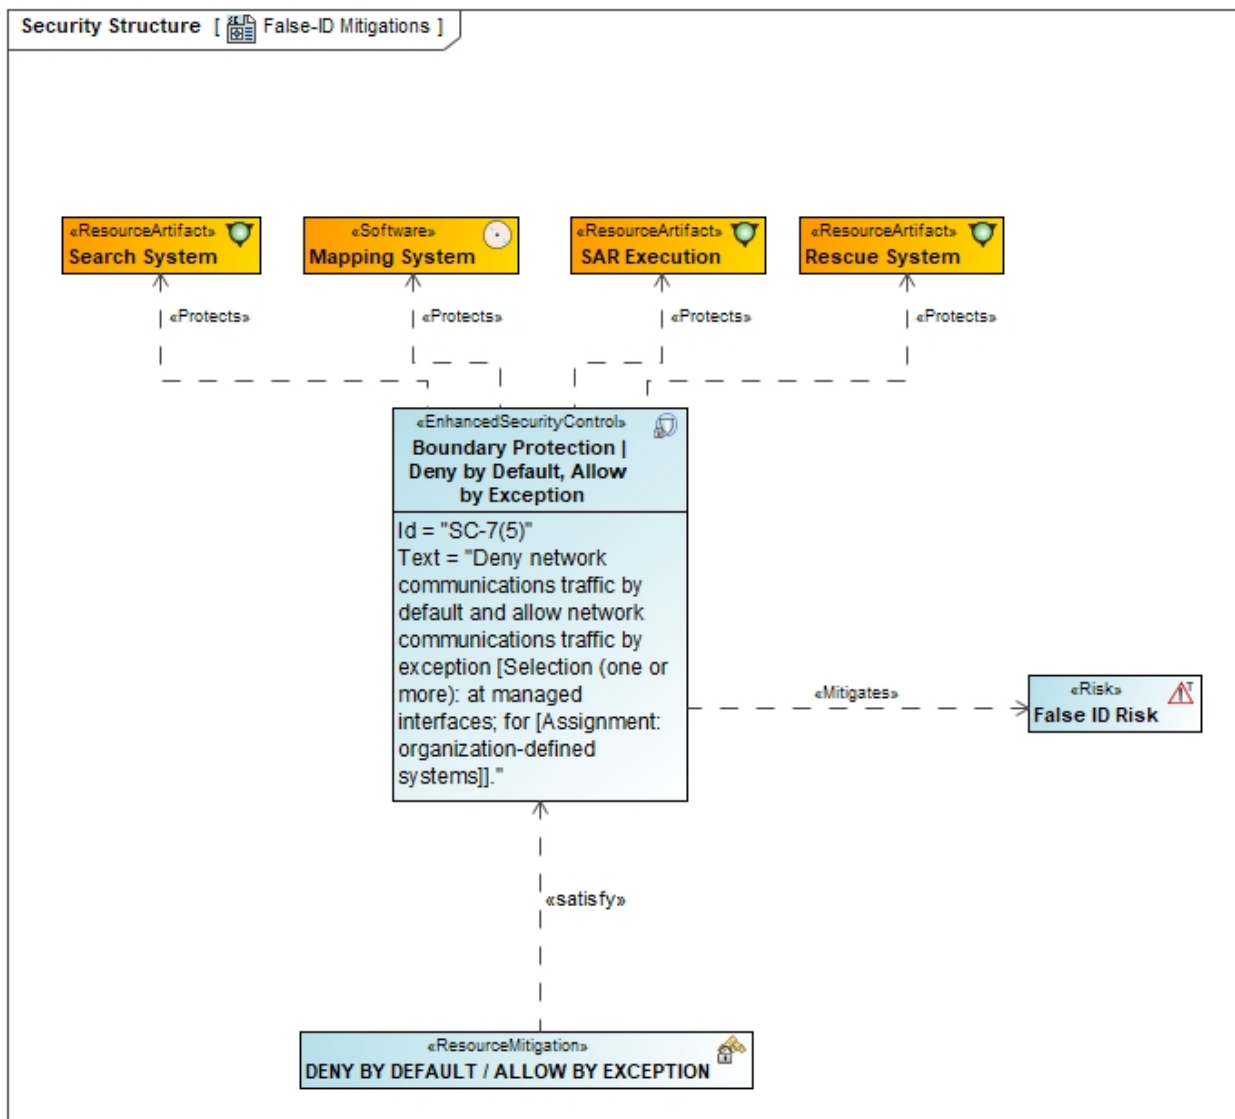 Security Structure [ False-ID Mitigations ]
«ResourceArtifact»
Search System
«Software»
Mapping System
«ResourceArtifact»
SAR Execution
«ResourceArtifact»
Rescue System
«Protects»
«Protects»
«Protects»
«Protects»
«EnhancedSecurityControl»
Boundary Protection |
Deny by Default, Allow
by Exception
Id = "SC-7(5)"
Text = "Deny network
communications traffic by
default and allow network
communications traffic by
exception [Selection (one or
more): at managed
interfaces; for [Assignment:
organization-defined
systems]]."
«Mitigates»
«Risk»
False ID Risk
«satisfy»
«ResourceMitigation»
DENY BY DEFAULT / ALLOW BY EXCEPTION